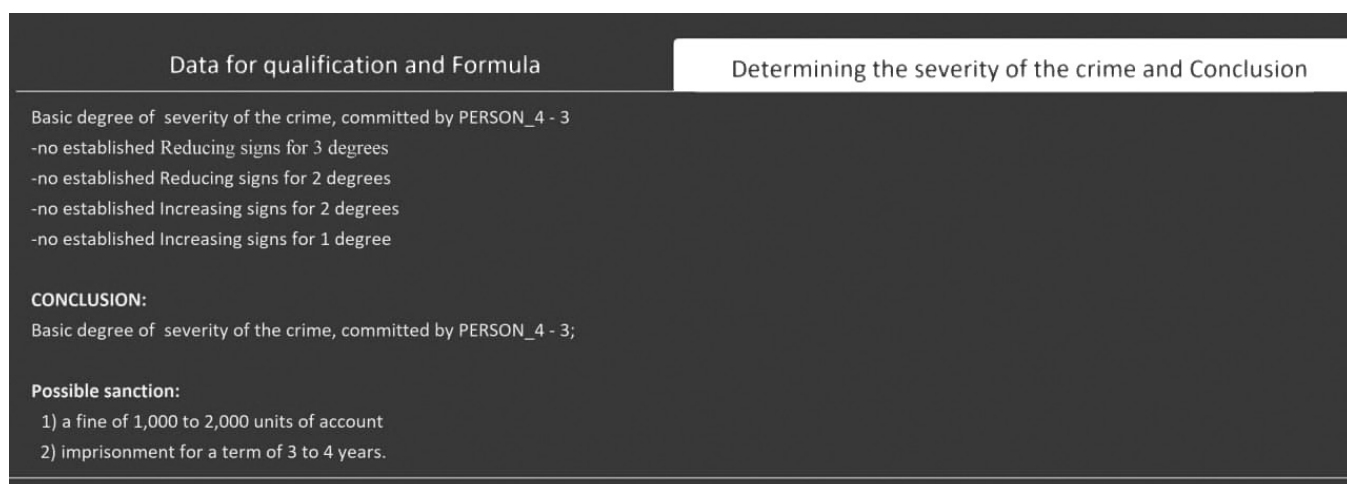 Data for qualification and Formula
Determining the severity of the crime and Conclusion
Basic degree of severity of the crime, committed by PERSON_4 - 3
-no established Reducing signs for 3 degrees
-no established Reducing signs for 2 degrees
-no established Increasing signs for 2 degrees
-no established Increasing signs for 1 degree
CONCLUSION:
Basic degree of severity of the crime, committed by PERSON_4 - 3;
Possible sanction:
1) a fine of 1,000 to 2,000 units of account
2) imprisonment for a term of 3 to 4 years.